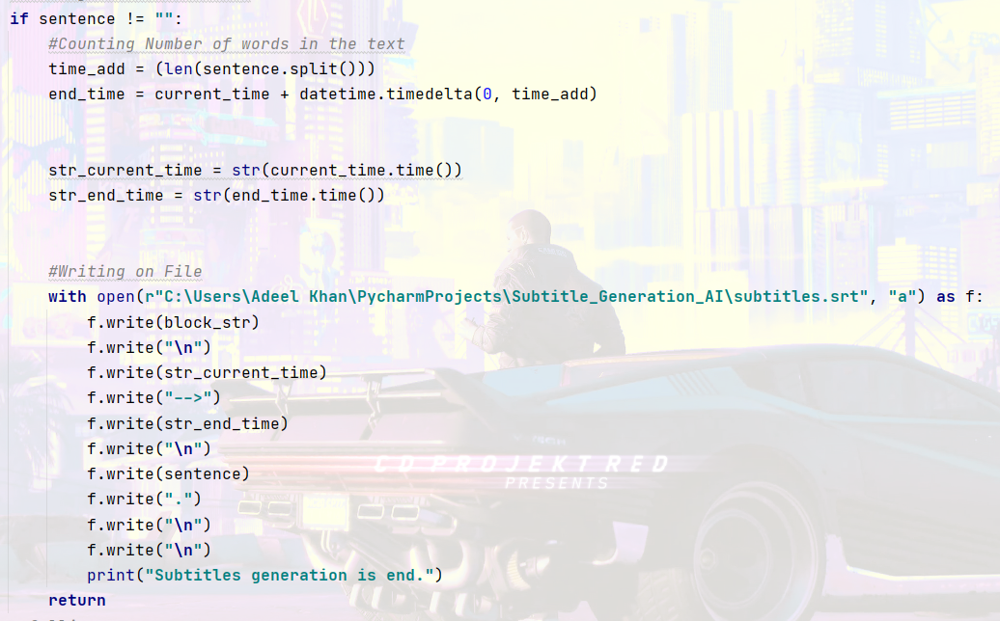 if sentence != "":
    #Counting Number of words in the text
    time_add = (len(sentence.split()))
    end_time = current_time + datetime.timedelta(0, time_add)
    str_current_time = str(current_time.time())
    str_end_time = str(end_time.time())
    #Writing on File
    with open(r"C:\Users\Adeel Khan\PycharmProjects\Subtitle_Generation_AI\subtitles.srt", "a") as f:
        f.write(block_str)
        f.write("\n")
        f.write(str_current_time)
        f.write("-->")
        f.write(str_end_time)
        f.write("\n")
        f.write(sentence)
        f.write(".")
        f.write("\n")
        f.write("\n")
        print("Subtitles generation is end.")
    return
CD PROJEKT RED
PRESENTS